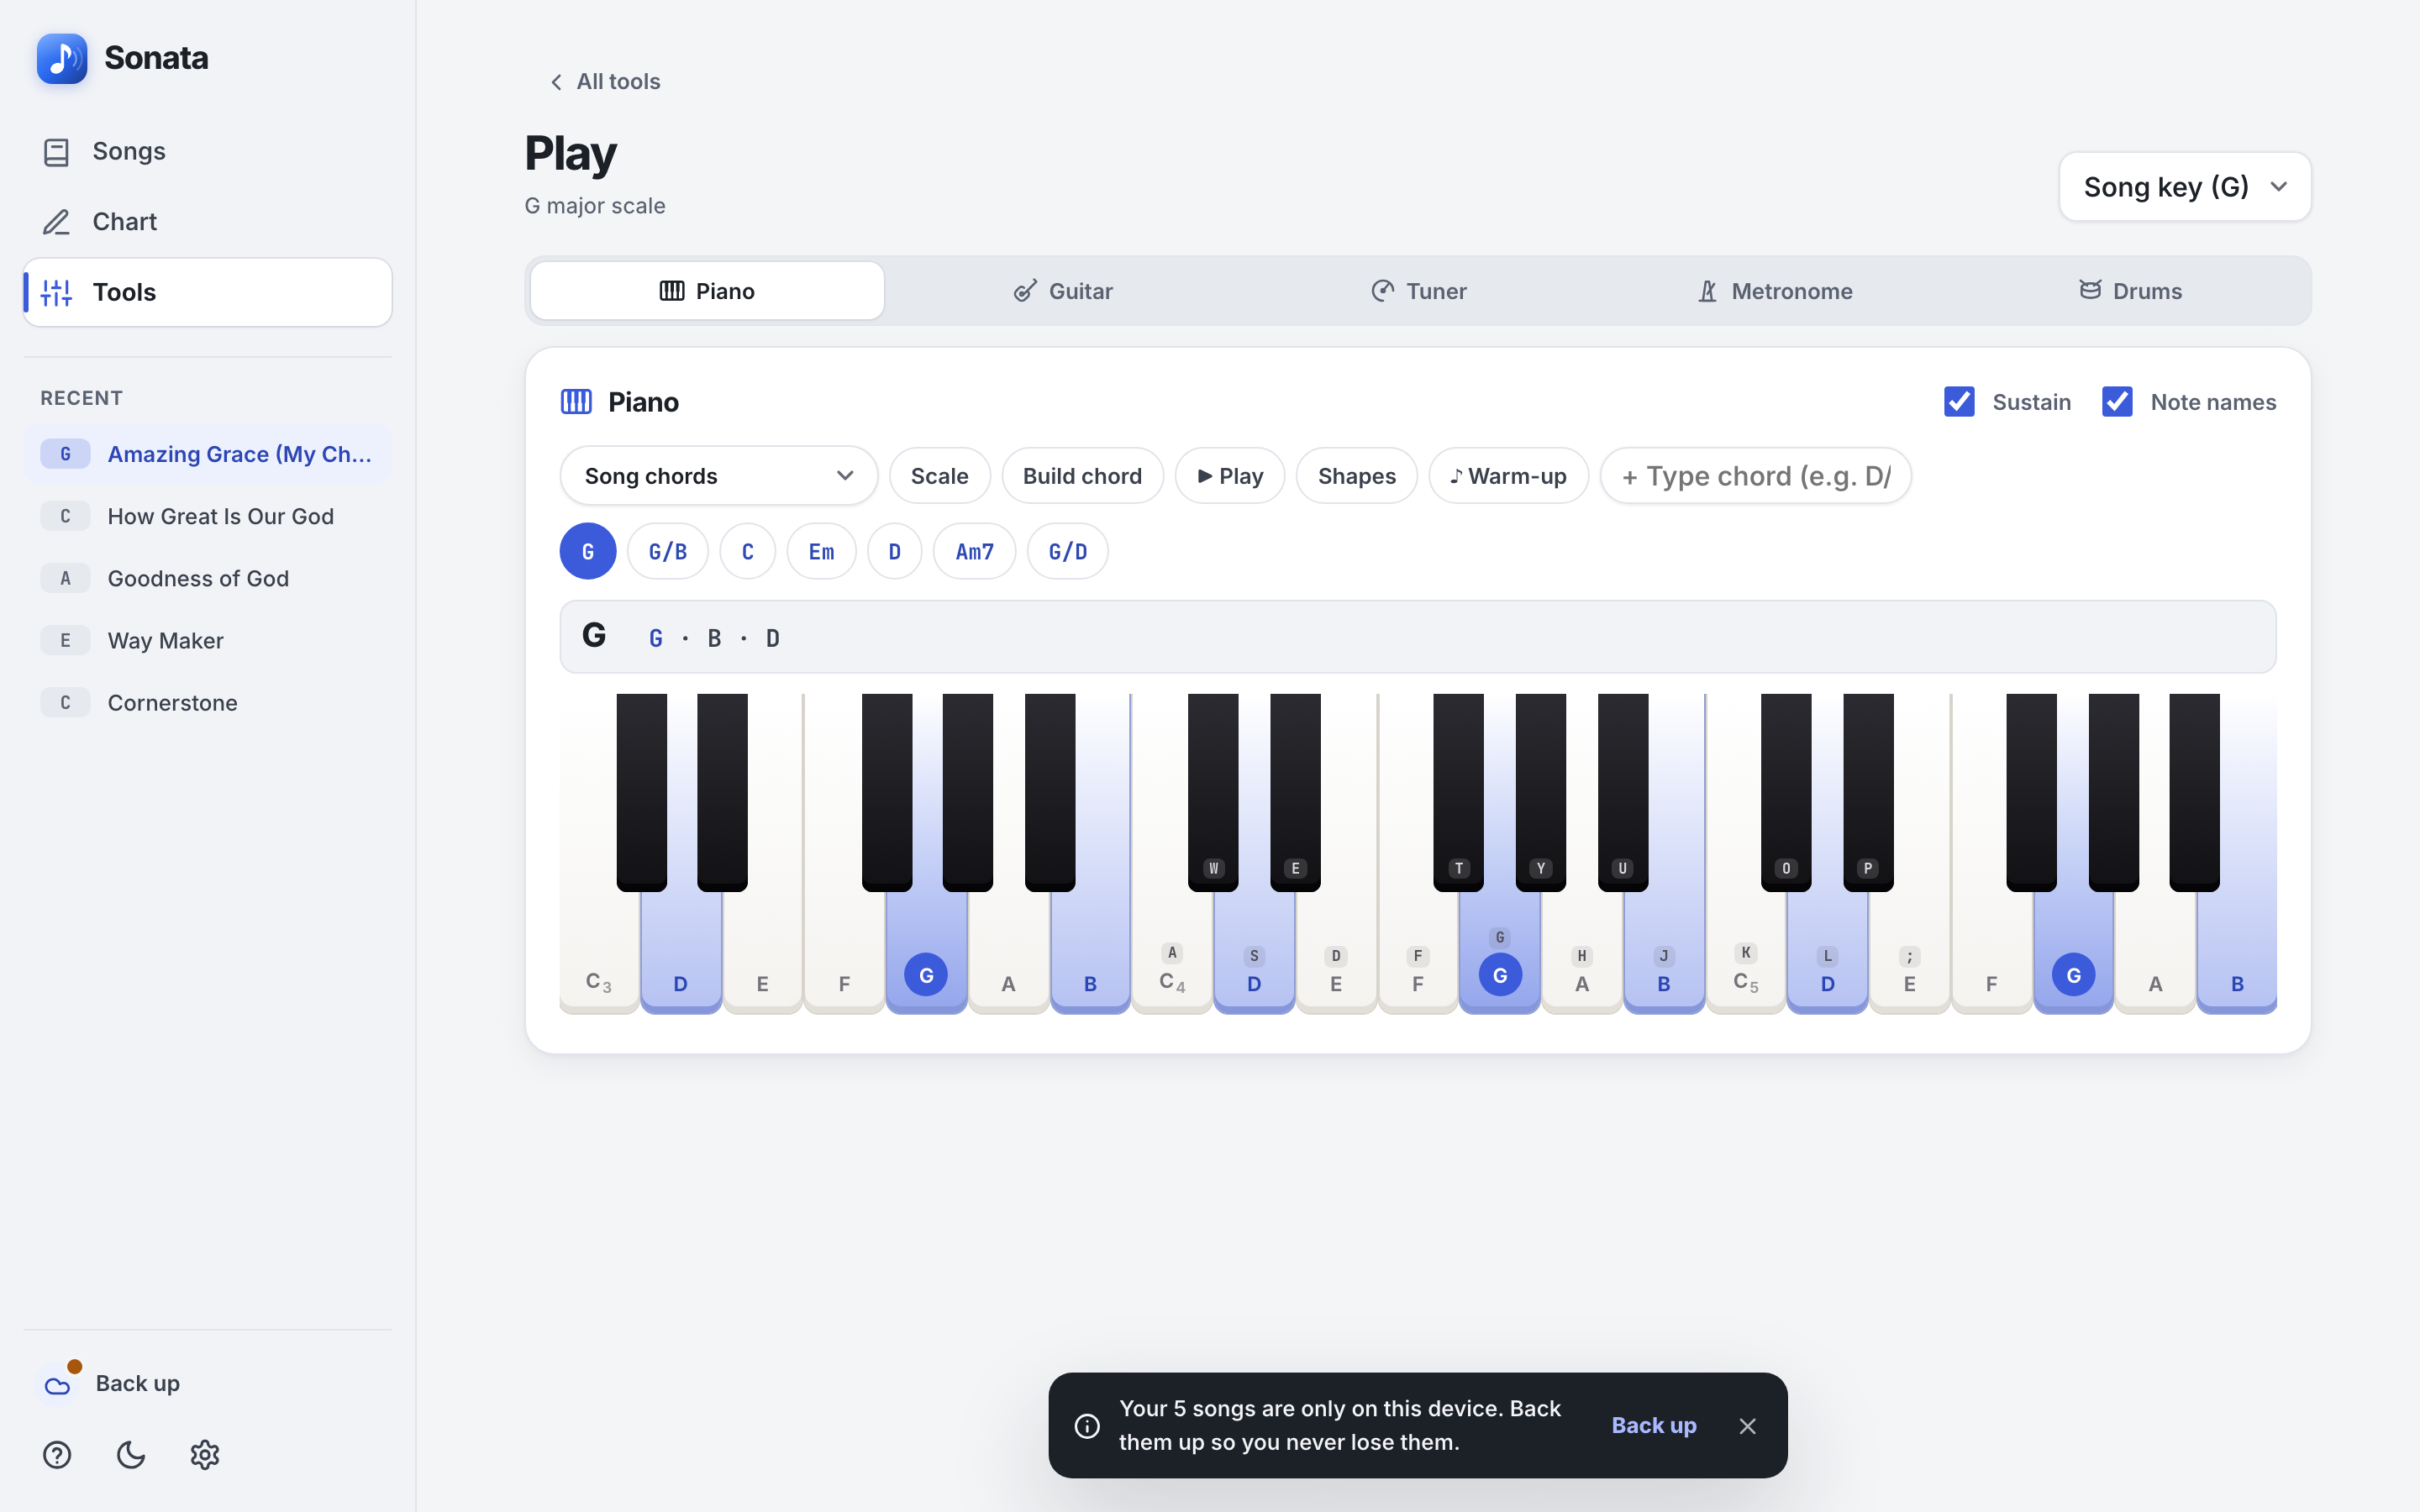 Sonata
Songs
Chart
Tools
RECENT
G Amazing Grace (My Ch...
C How Great Is Our God
A Goodness of God
E Way Maker
C Cornerstone
Back up
All tools
Play
G major scale
Song key (G)
Piano Guitar Tuner Metronome Drums
Piano
Sustain Note names
Song chords Scale Build chord Play Shapes ♪ Warm-up + Type chord (e.g. D/
G G/B C Em D Am7 G/D
G G · B · D
W E T Y U O P
A S D F G H J K L ;
C3 D E F G A B C4 D E F G A B C5 D E F G A B
Your 5 songs are only on this device. Back
them up so you never lose them.
Back up